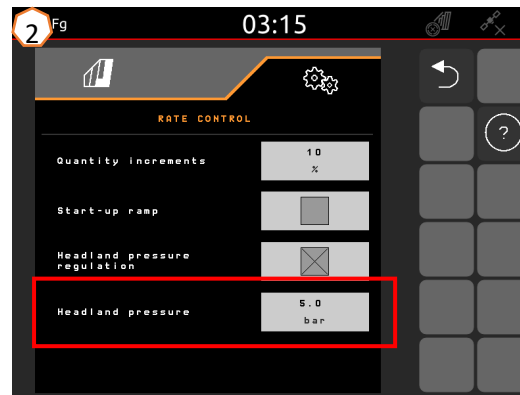 2
Fg
03:15
RATE CONTROL
Quantity increments
10
%
Start-up ramp
Headland pressure
regulation
Headland pressure
5.0
bar
?